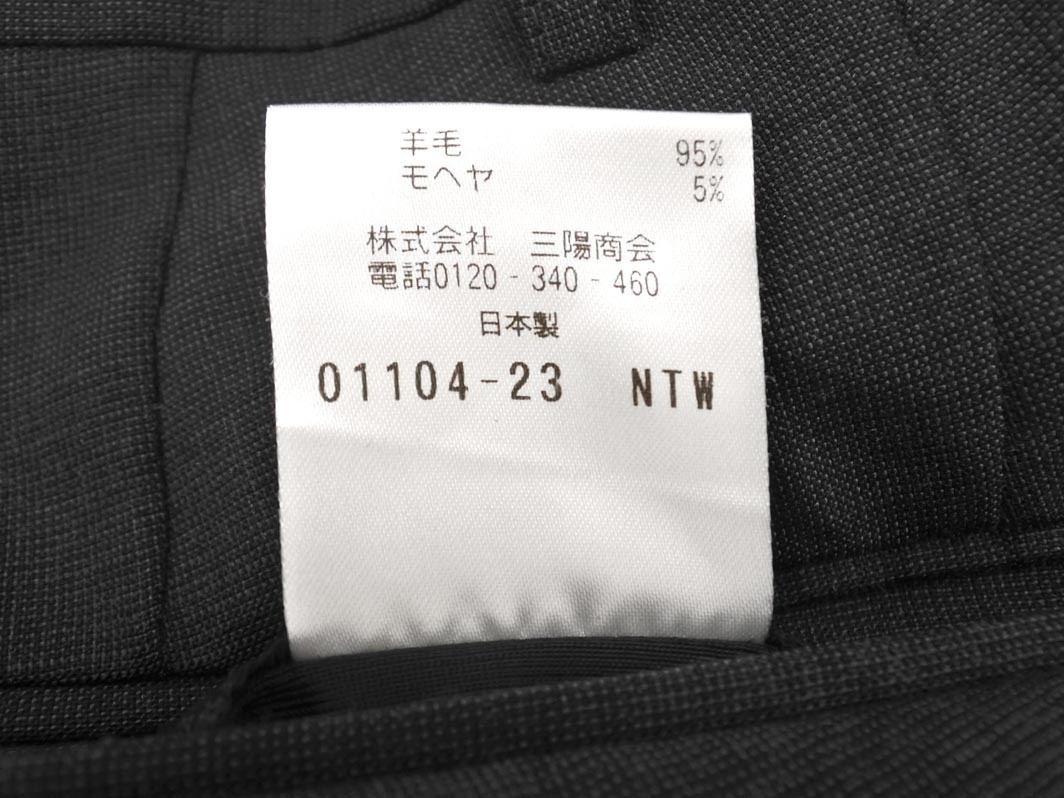 羊毛 95%
モヘヤ 5%
株式会社 三陽商会
電話0120-340-460
日本製
01104-23 NTW